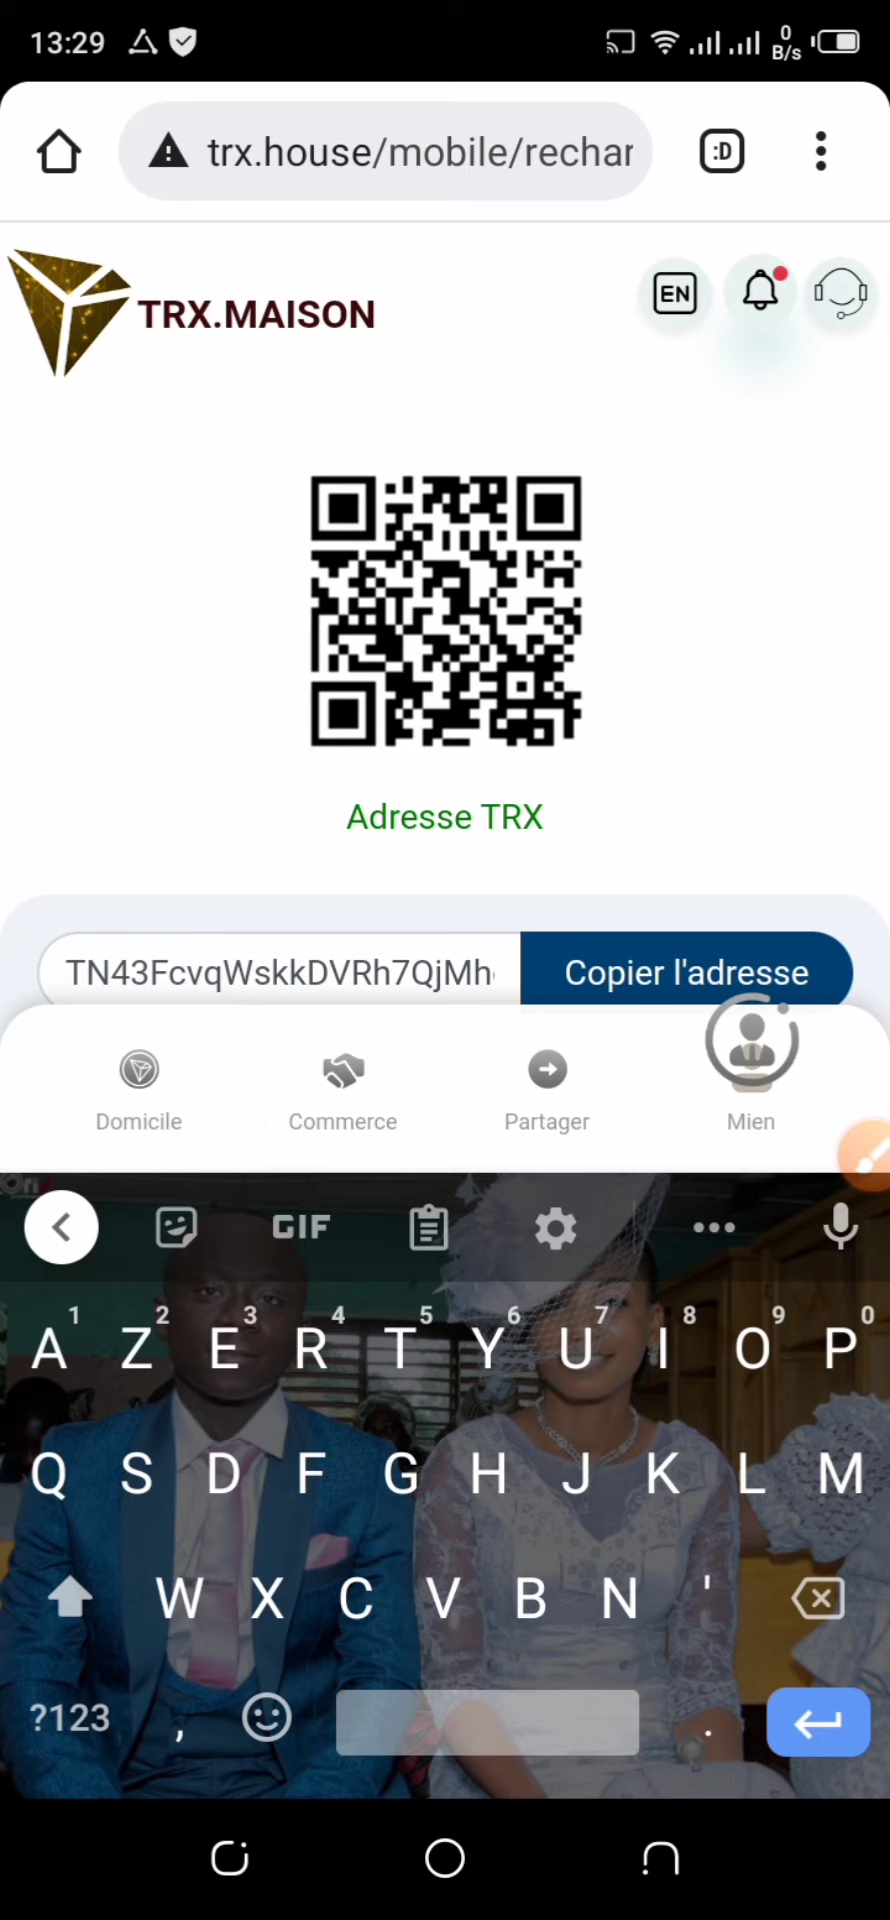 13:29
0
B/s
trx.house/mobile/rechar
:D
TRX.MAISON
EN
Adresse TRX
TN43FcvqWskkDVRh7QjMh
Copier l'adresse
Domicile
Commerce
Partager
Mien
GIF
1 2 3 4 5 6 7 8 9 0
A Z E R T Y U I O P
Q S D F G H J K L M
W X C V B N '
?123 , .